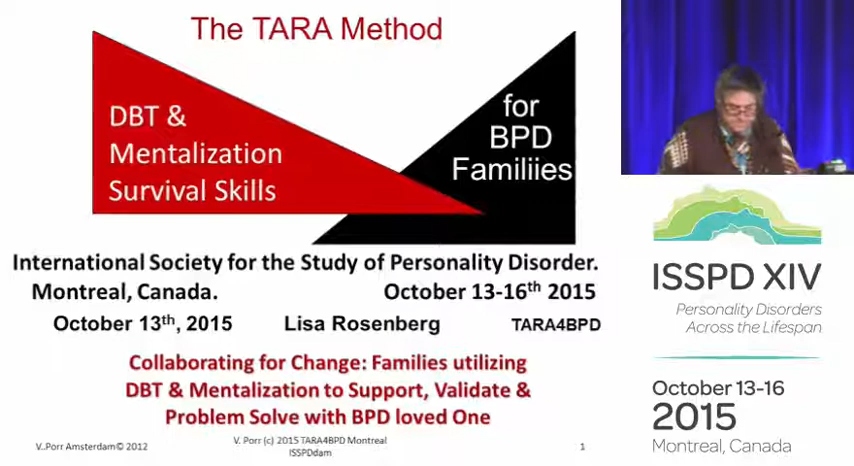 The TARA Method
DBT &
Mentalization
Survival Skills
for
BPD
Familiies
International Society for the Study of Personality Disorder.
Montreal, Canada. October 13-16th 2015
October 13th, 2015 Lisa Rosenberg TARA4BPD
Collaborating for Change: Families utilizing
DBT & Mentalization to Support, Validate &
Problem Solve with BPD loved One
V..Porr Amsterdam© 2012
V. Porr (c) 2015 TARA4BPD Montreal
ISSPDdam
1
ISSPD XIV
Personality Disorders
Across the Lifespan
October 13-16
2015
Montreal, Canada